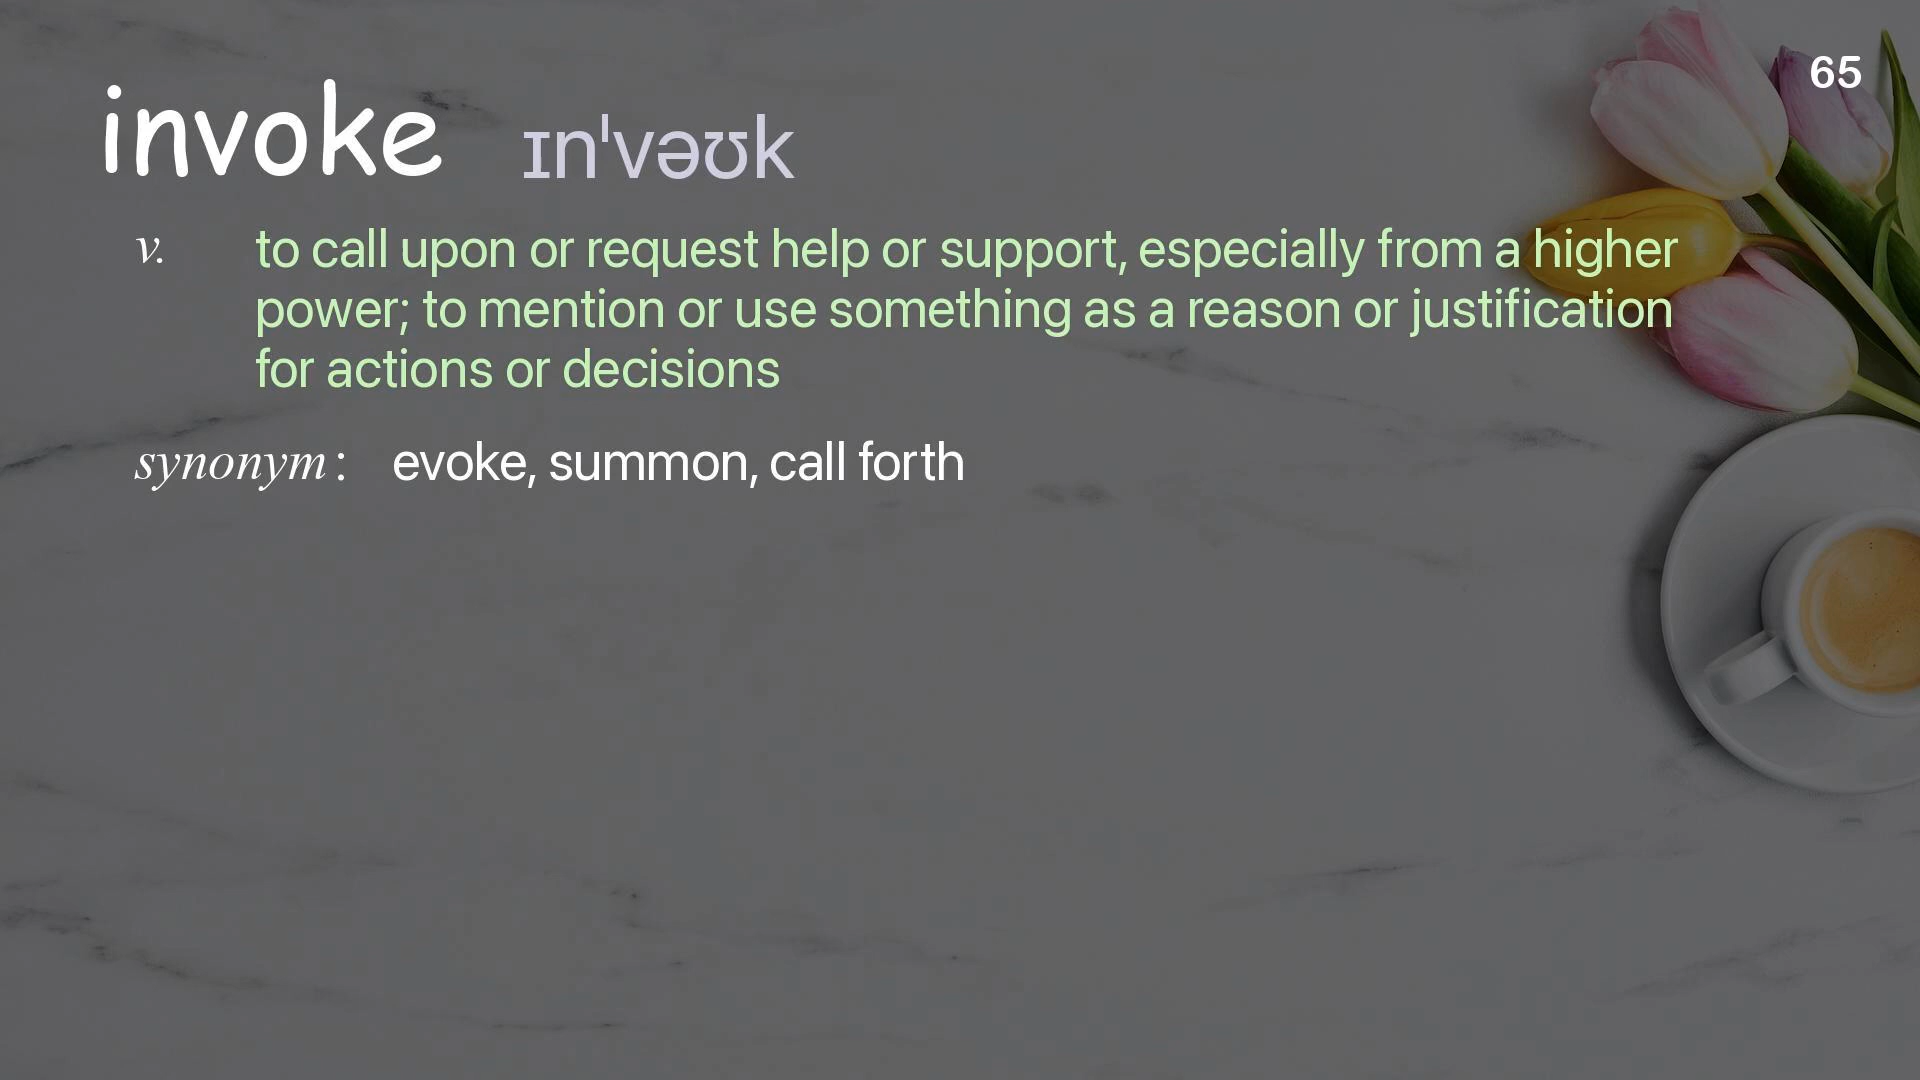 65
invoke ɪnˈvəʊk
v. to call upon or request help or support, especially from a higher
power; to mention or use something as a reason or justification
for actions or decisions
synonym : evoke, summon, call forth